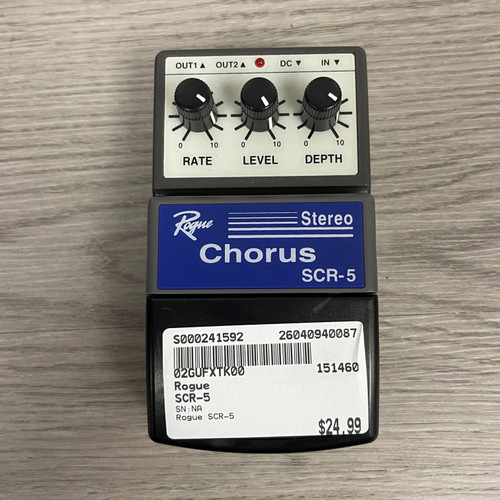 OUT1▲ OUT2▲ DC▼ IN▼
0 10 0 10 0 10
RATE LEVEL DEPTH
Rogue Stereo
Chorus
SCR-5
S000241592 26040940087
02GUFXTK00 151460
Rogue
SCR-5
SN:NA
Rogue SCR-5
$24.99